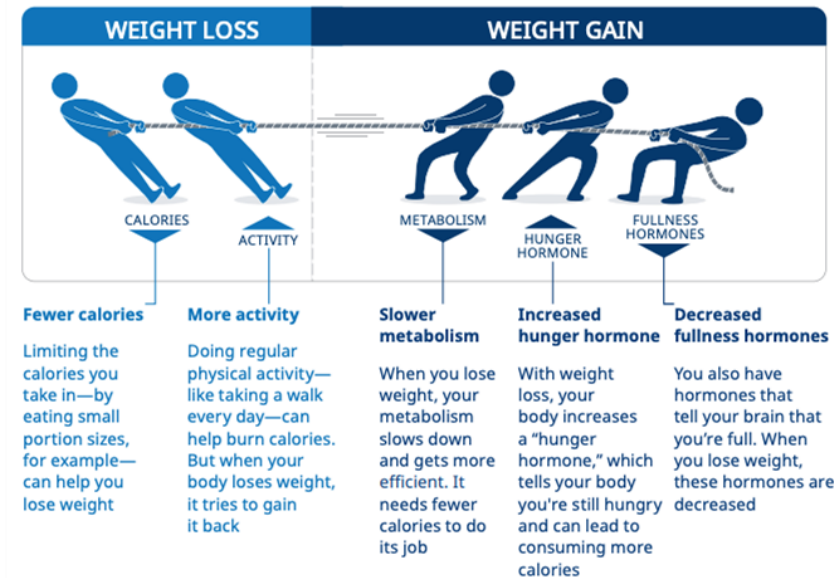 WEIGHT LOSS
WEIGHT GAIN
CALORIES
ACTIVITY
METABOLISM
HUNGER
HORMONE
FULLNESS
HORMONES
Fewer calories
Limiting the
calories you
take in—by
eating small
portion sizes,
for example—
can help you
lose weight
More activity
Doing regular
physical activity—
like taking a walk
every day—can
help burn calories.
But when your
body loses weight,
it tries to gain
it back
Slower
metabolism
When you lose
weight, your
metabolism
slows down
and gets more
efficient. It
needs fewer
calories to do
its job
Increased
hunger hormone
With weight
loss, your
body increases
a “hunger
hormone,” which
tells your body
you're still hungry
and can lead to
consuming more
calories
Decreased
fullness hormones
You also have
hormones that
tell your brain that
you’re full. When
you lose weight,
these hormones are
decreased